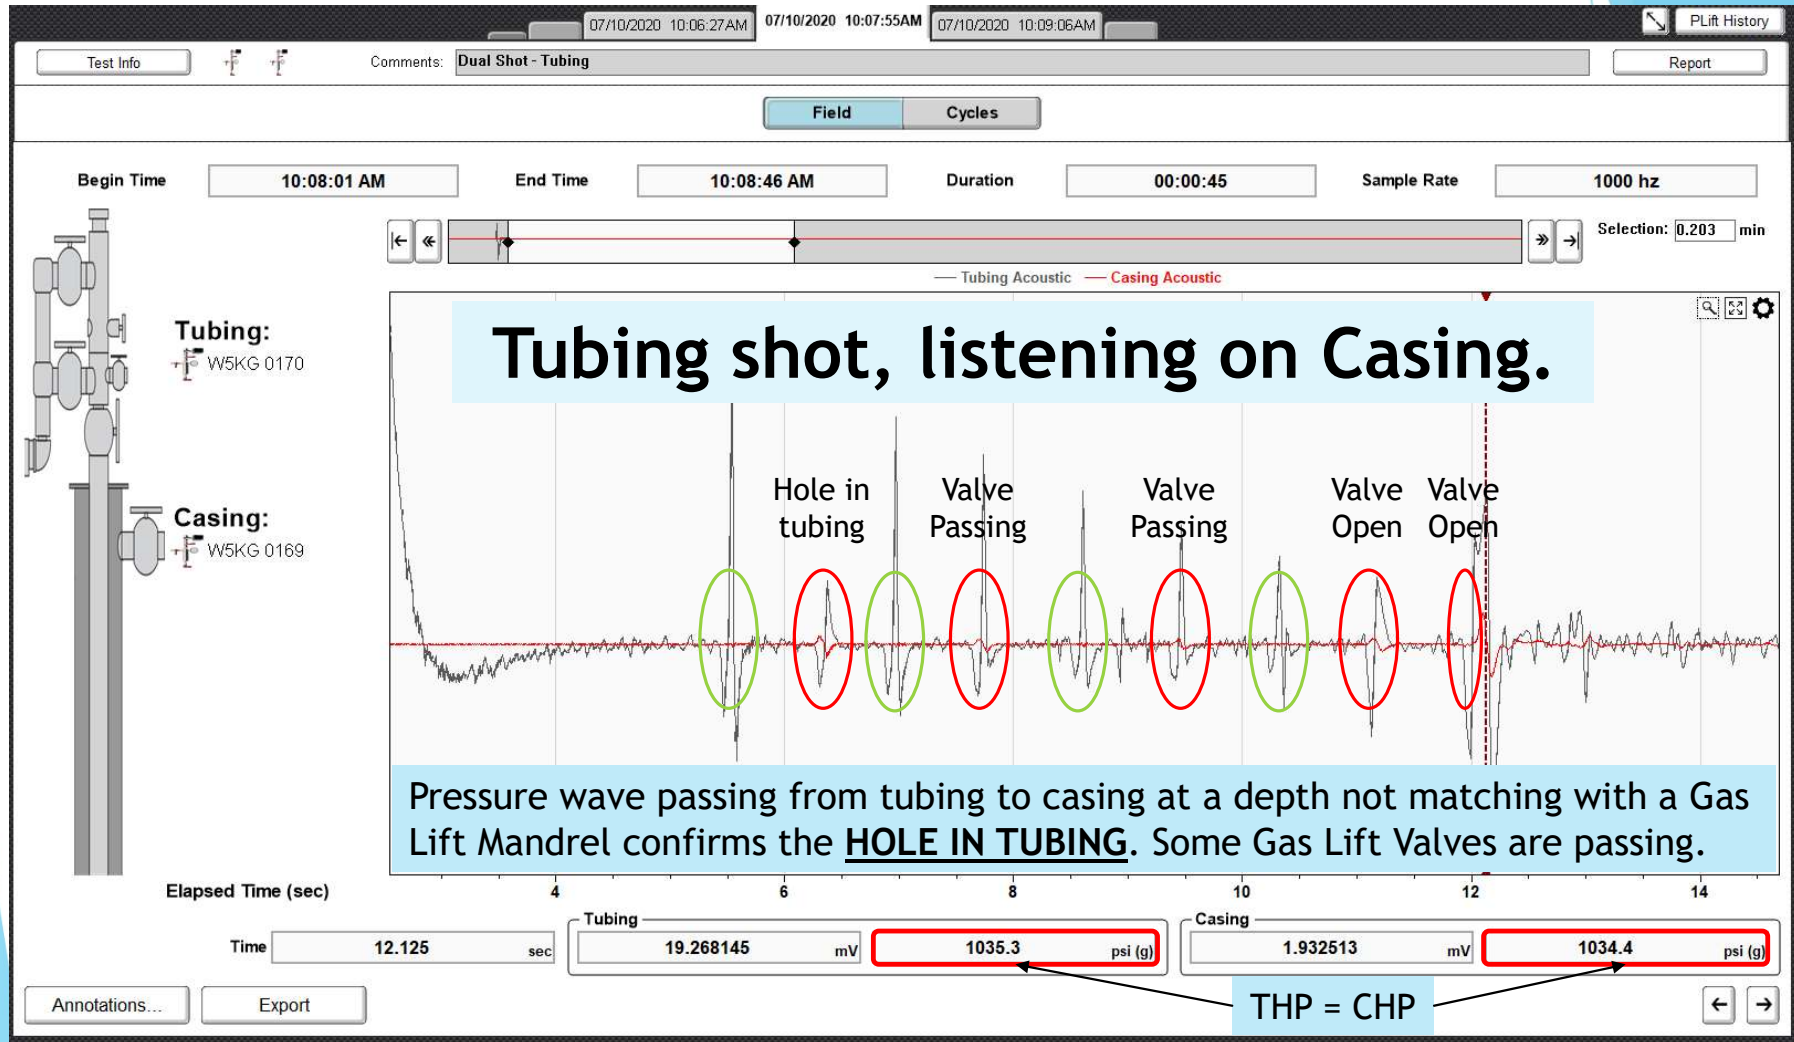 07/10/2020 10:06:27AM
07/10/2020 10:07:55AM
07/10/2020 10:09:06AM
PLift History
Test Info
Comments:
Dual Shot - Tubing
Report
Field
Cycles
Begin Time
10:08:01 AM
End Time
10:08:46 AM
Duration
00:00:45
Sample Rate
1000 hz
Selection: 0.203 min
Tubing Acoustic
Casing Acoustic
Tubing shot, listening on Casing.
Tubing:
W5KG 0170
Casing:
W5KG 0169
Hole in
tubing
Valve
Passing
Valve
Passing
Valve
Open
Valve
Open
Pressure wave passing from tubing to casing at a depth not matching with a Gas
Lift Mandrel confirms the HOLE IN TUBING. Some Gas Lift Valves are passing.
Elapsed Time (sec)
4
6
8
10
12
14
Time
12.125
sec
Tubing
19.268145
mV
1035.3
psi (g)
Casing
1.932513
mV
1034.4
psi (g)
THP = CHP
Annotations...
Export